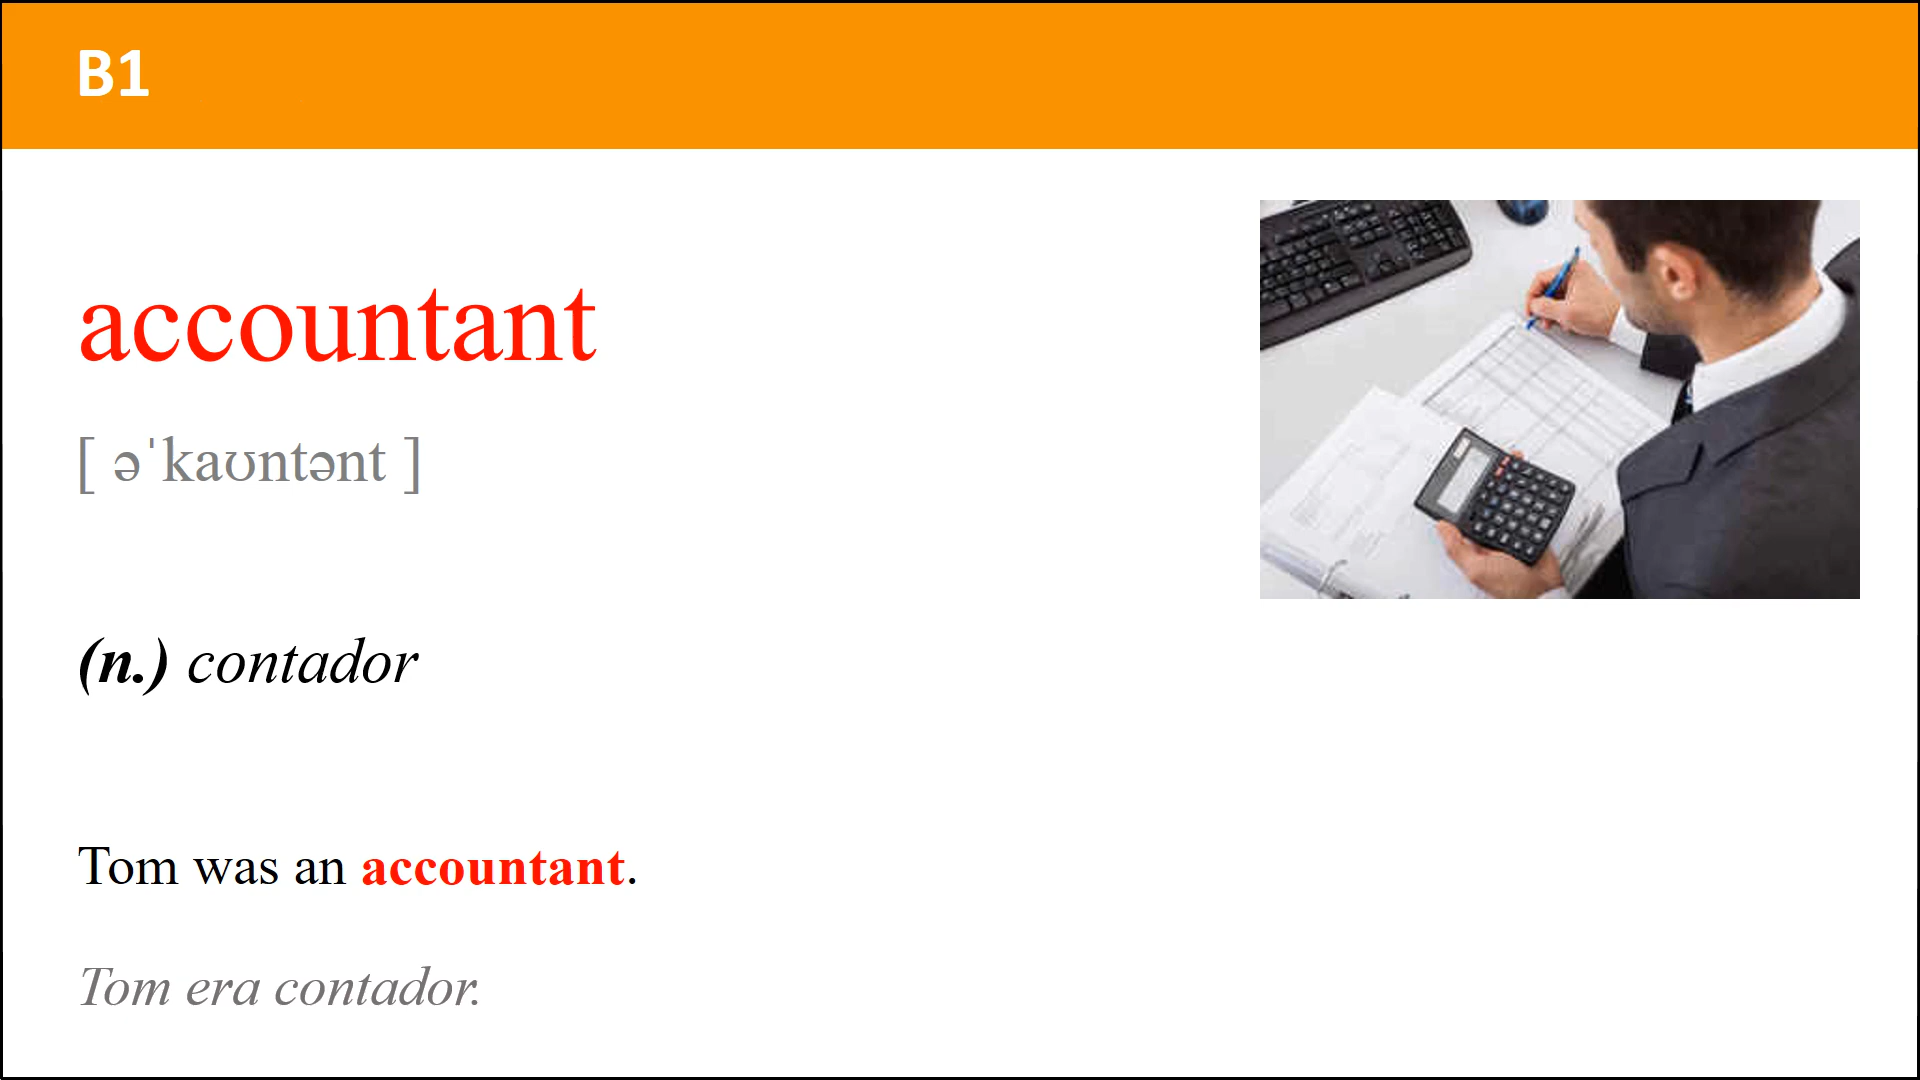 B1
accountant
[ əˈkaʊntənt ]
(n.) contador
Tom was an accountant.
Tom era contador.